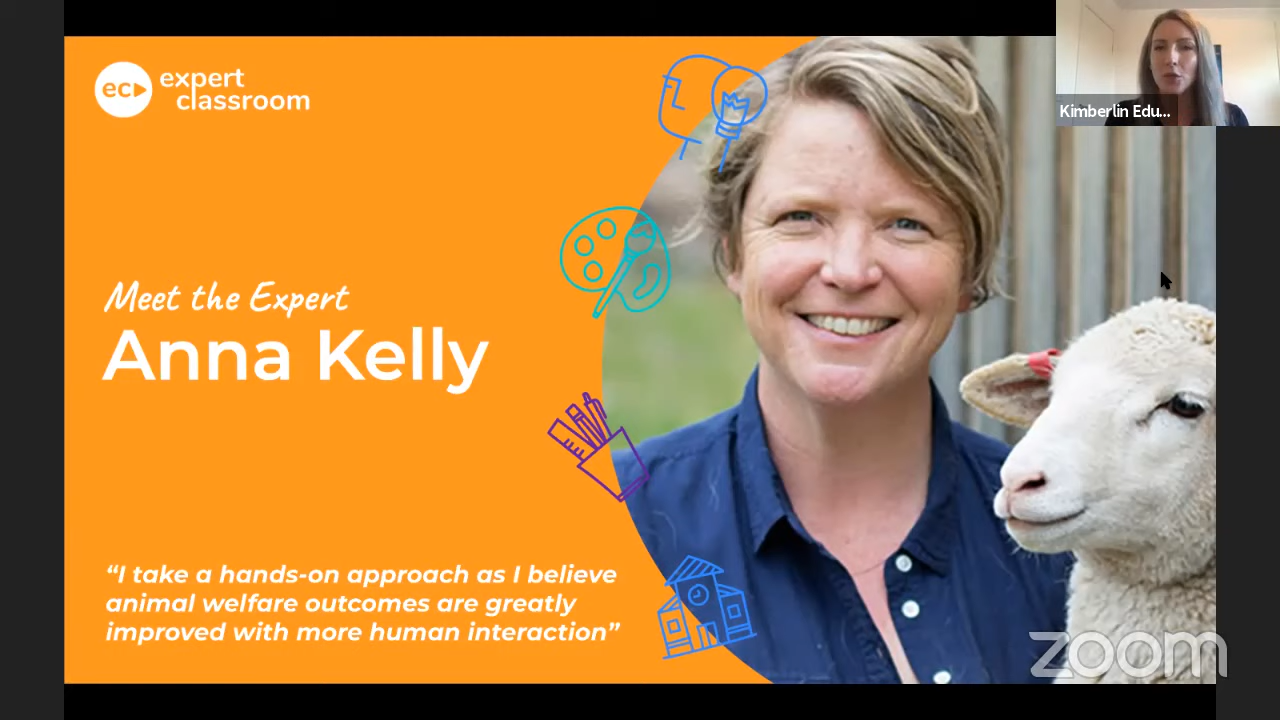 ec
expert
classroom
Kimberlin Edu...
Meet the Expert
Anna Kelly
“I take a hands-on approach as I believe
animal welfare outcomes are greatly
improved with more human interaction”
zoom